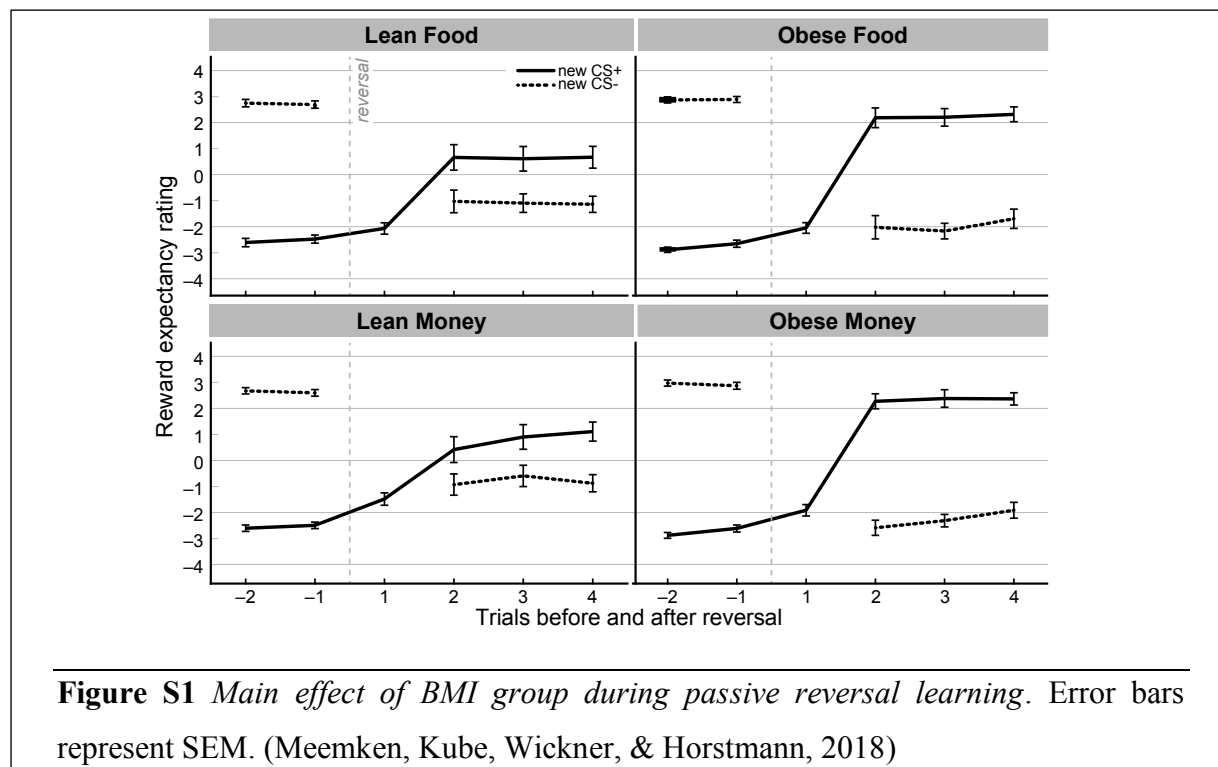 Lean Food
Obese Food
4
3
2
1
0
–1
–2
–3
–4
reversal
new CS+
new CS-
Lean Money
Obese Money
4
3
2
1
0
–1
–2
–3
–4
Reward expectancy rating
–2 –1 1 2 3 4
–2 –1 1 2 3 4
Trials before and after reversal
Figure S1 Main effect of BMI group during passive reversal learning. Error bars
represent SEM. (Meemken, Kube, Wickner, & Horstmann, 2018)